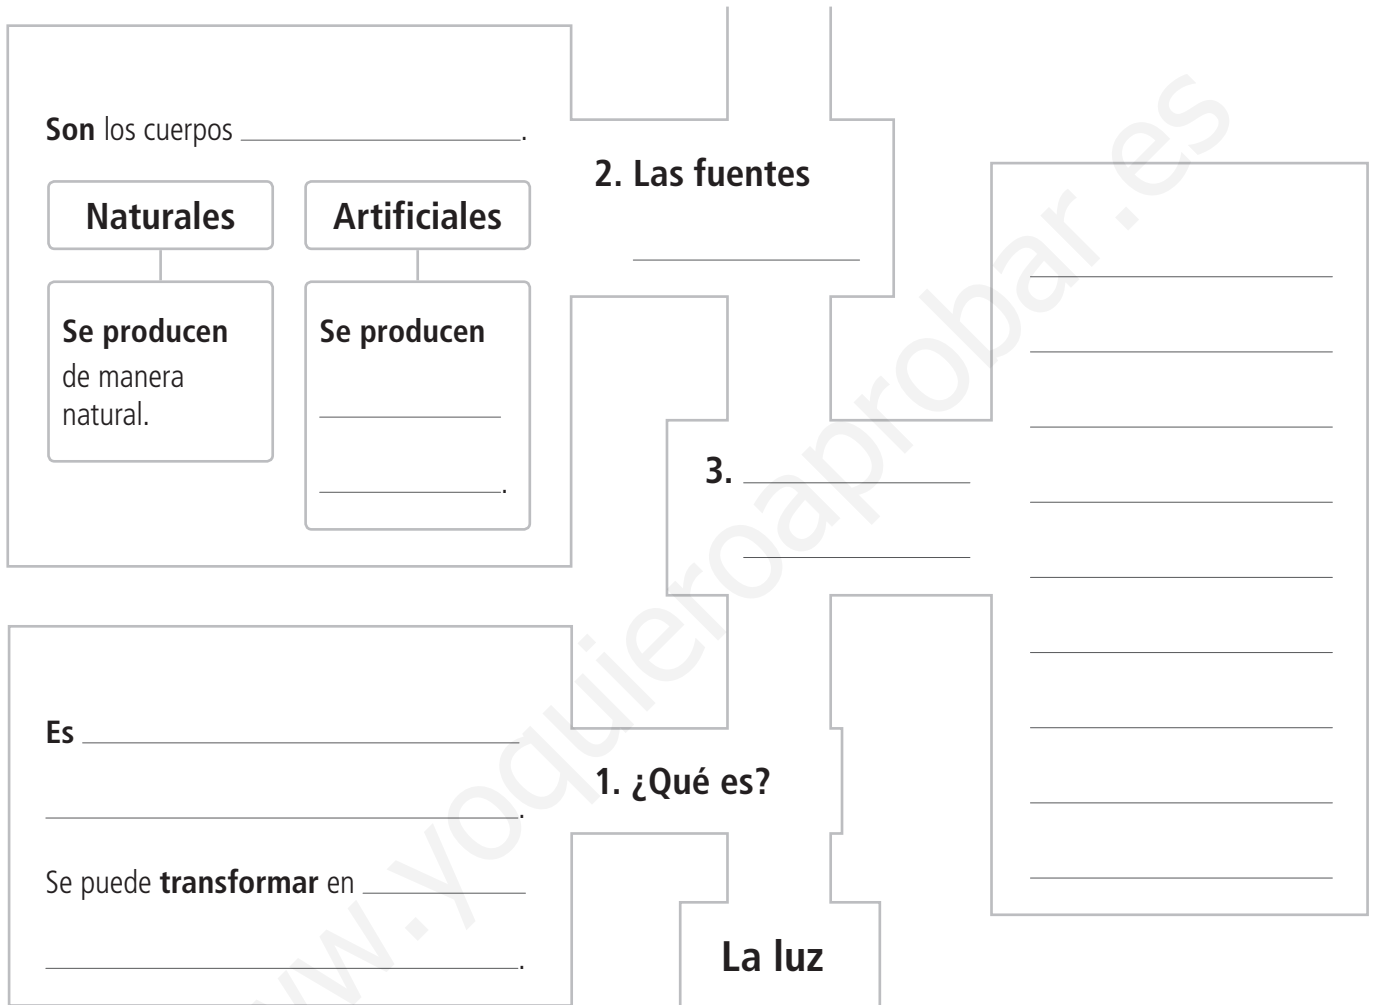 Son los cuerpos .
Naturales
Se producen
de manera
natural.
Artificiales
Se producen
.
2. Las fuentes
3.
Es
.
Se puede transformar en
.
1. ¿Qué es?
La luz
www.yoquieroaprobar.es